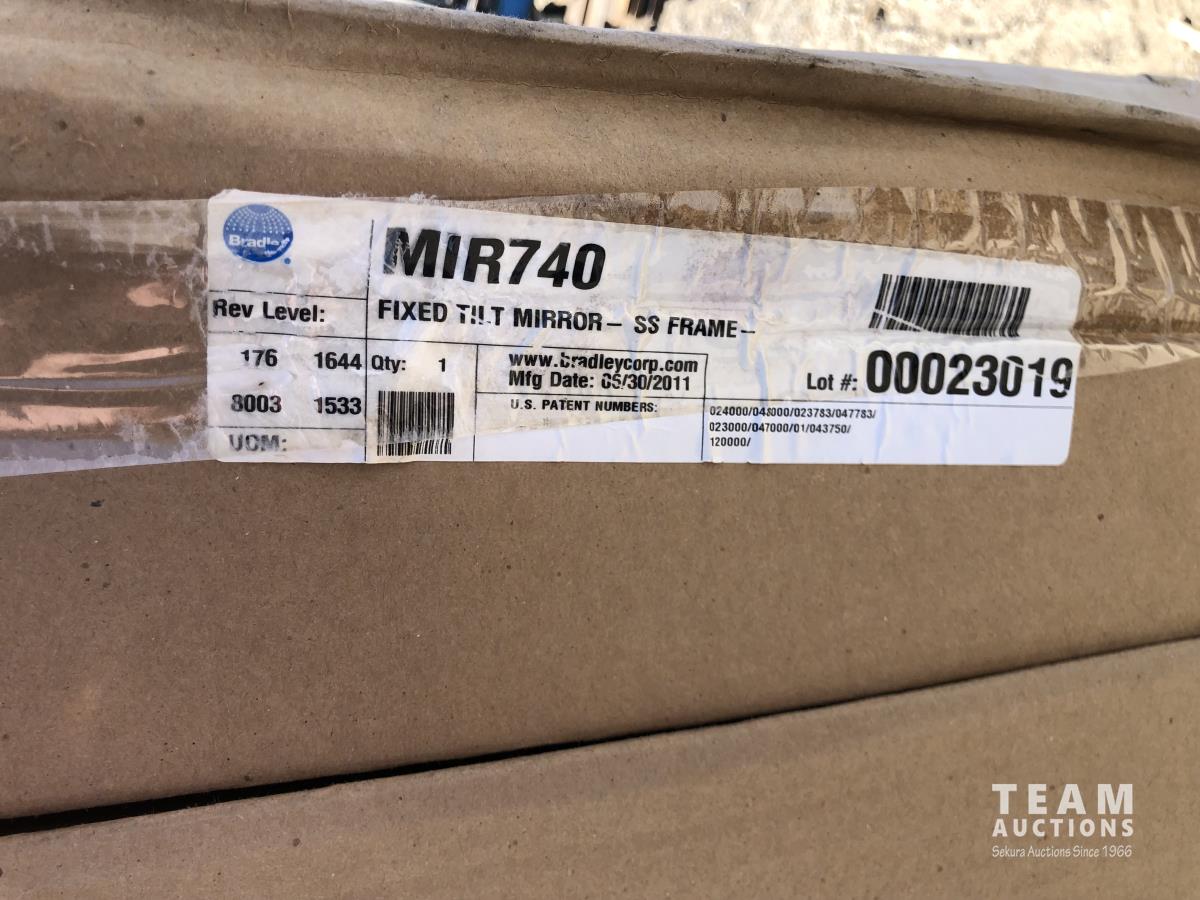 Bradley
MIR740
Rev Level:
FIXED TILT MIRROR- SS FRAME-
176 1644
Qty: 1
www.bradleycorp.com
Mfg Date: 06/30/2011
Lot #: 00023019
8003 1533
U.S. PATENT NUMBERS:
024000/048000/023783/047783/
023000/047000/01/043750/
120000/
UOM:
TEAM
AUCTIONS
Sekura Auctions Since 1966